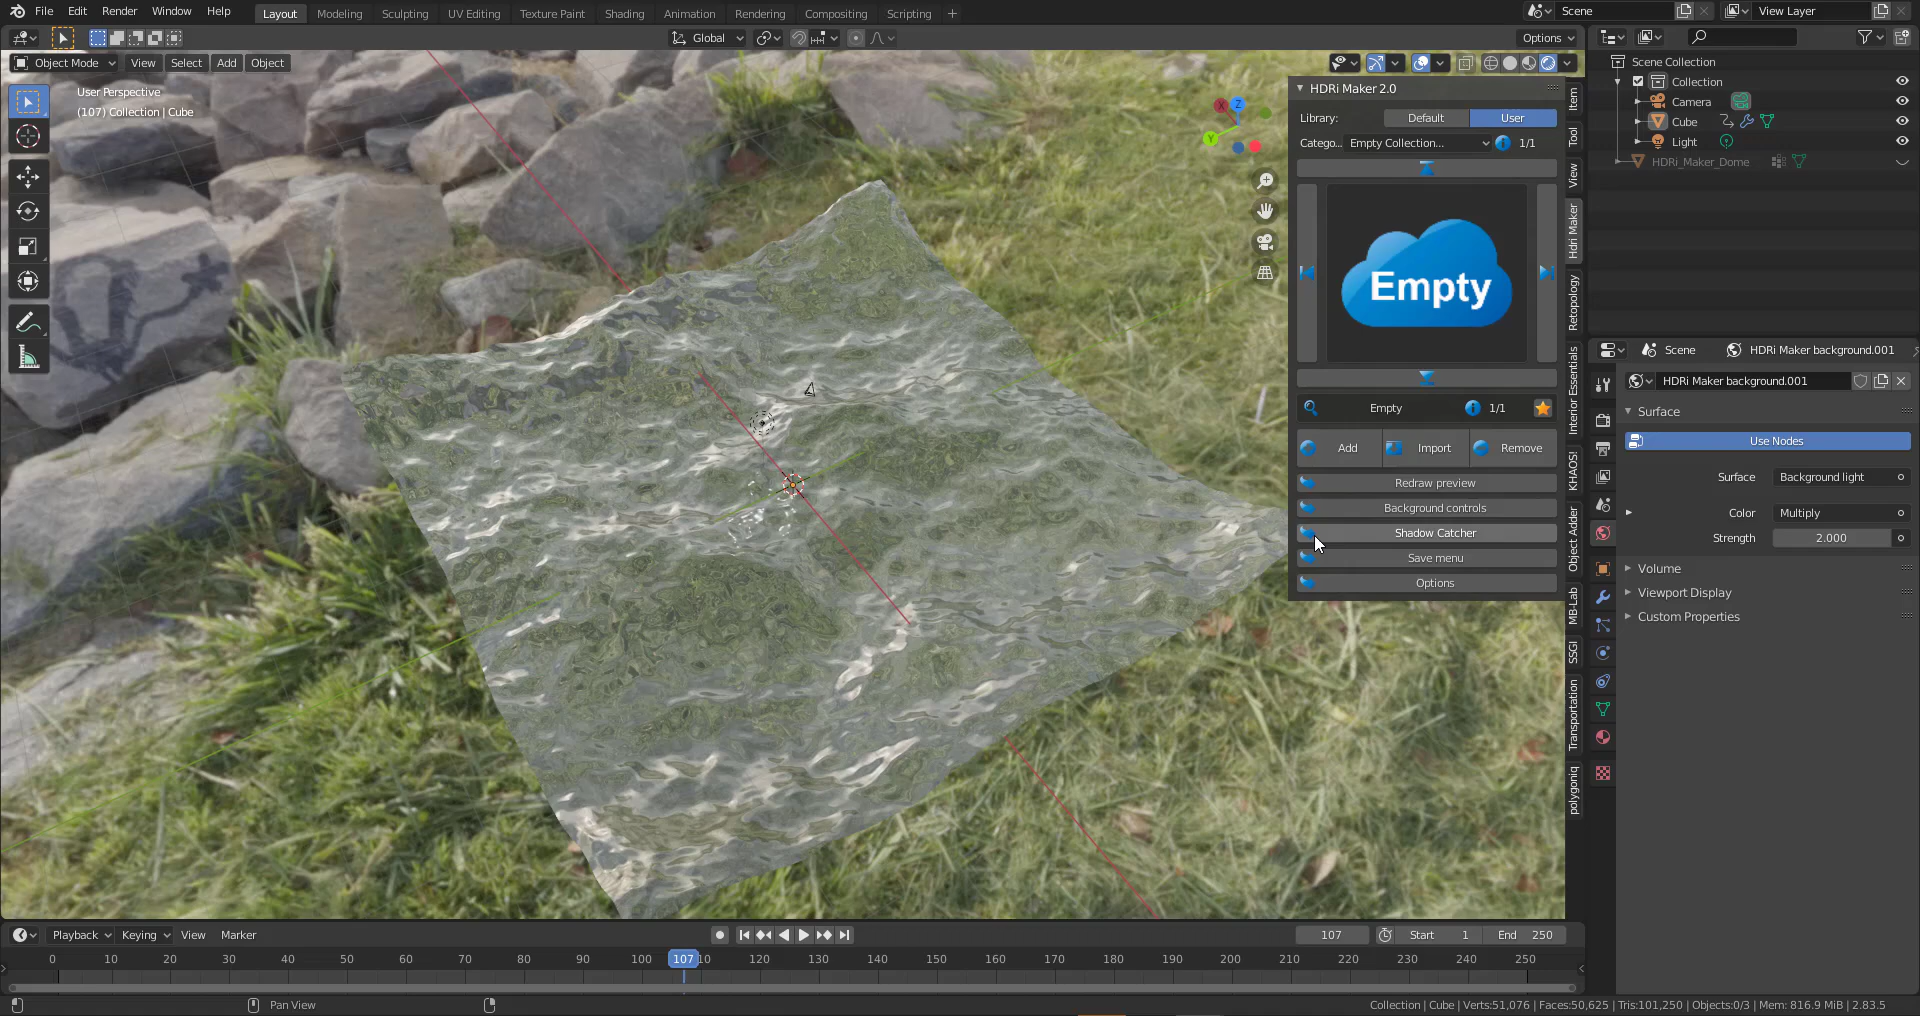 File Edit Render Window Help
Layout Modeling Sculpting UV Editing Texture Paint Shading Animation Rendering Compositing Scripting +
Scene
View Layer
Global
Options
Object Mode View Select Add Object
User Perspective
(107) Collection | Cube
X Z Y
HDRi Maker 2.0
Library: Default User
Catego... Empty Collection... 1/1
Empty
Empty 1/1
Add Import Remove
Redraw preview
Background controls
Shadow Catcher
Save menu
Options
Item
Tool
View
Hdri Maker
Retopology
Interior Essentials
KHAOS!
Object Adder
MB-Lab
SSGI
Transportation
polygoniq
Scene Collection
Collection
Camera
Cube
Light
HDRi_Maker_Dome
Scene HDRi Maker background.001
HDRi Maker background.001
Surface
Use Nodes
Surface Background light
Color Multiply
Strength 2.000
Volume
Viewport Display
Custom Properties
Playback Keying View Marker
107 Start 1 End 250
0 10 20 30 40 50 60 70 80 90 100 107 10 120 130 140 150 160 170 180 190 200 210 220 230 240 250
Pan View
Collection | Cube | Verts:51,076 | Faces:50,625 | Tris:101,250 | Objects:0/3 | Mem: 816.9 MiB | 2.83.5